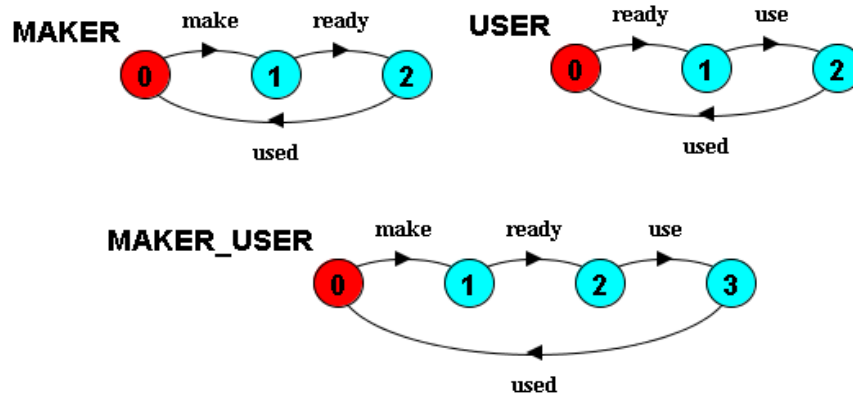 MAKER
make
ready
0
1
2
used
USER
ready
use
0
1
2
used
MAKER_USER
make
ready
use
0
1
2
3
used